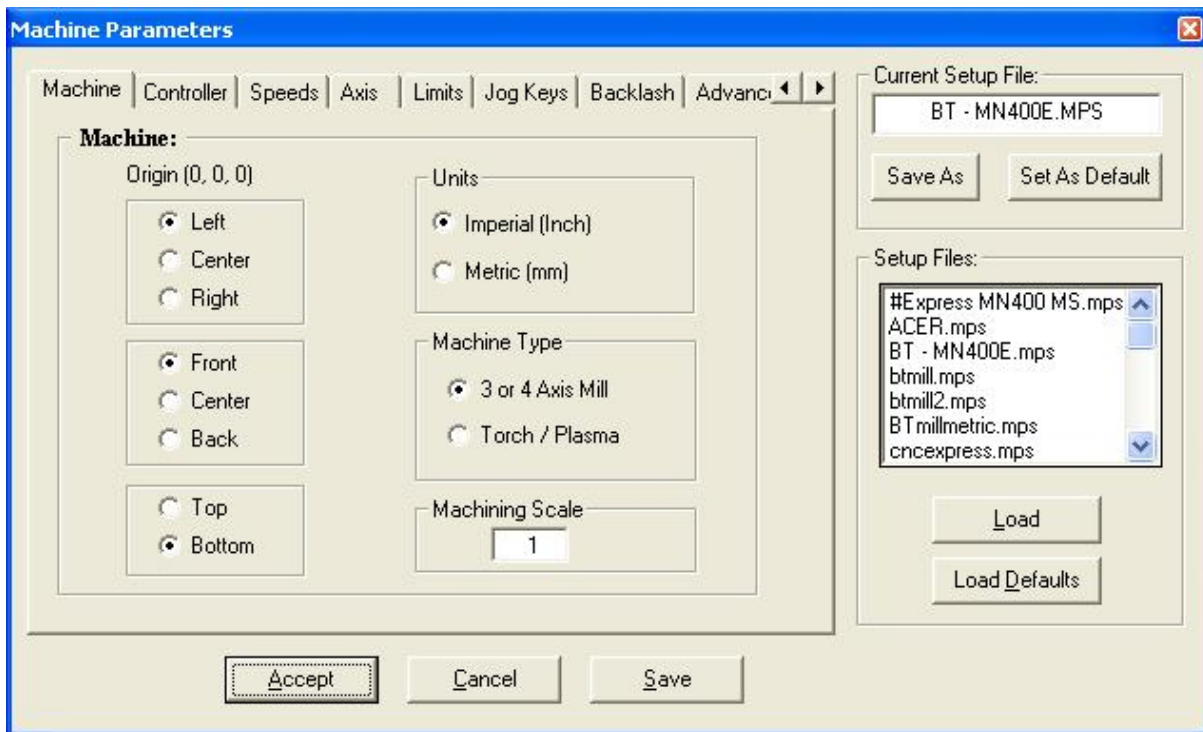 Machine Parameters
Machine Controller Speeds Axis Limits Jog Keys Backlash
Machine:
Origin (0, 0, 0)
Left
Center
Right
Front
Center
Back
Top
Bottom
Units
Imperial (Inch)
Metric (mm)
Machine Type
3 or 4 Axis Mill
Torch / Plasma
Machining Scale
1
Accept Cancel Save
Current Setup File:
BT - MN400E.MPS
Save As Set As Default
Setup Files:
#Express MN400 MS.mps
ACER.mps
BT - MN400E.mps
btmill.mps
btmill2.mps
BTmillmetric.mps
cncexpress.mps
Load
Load Defaults